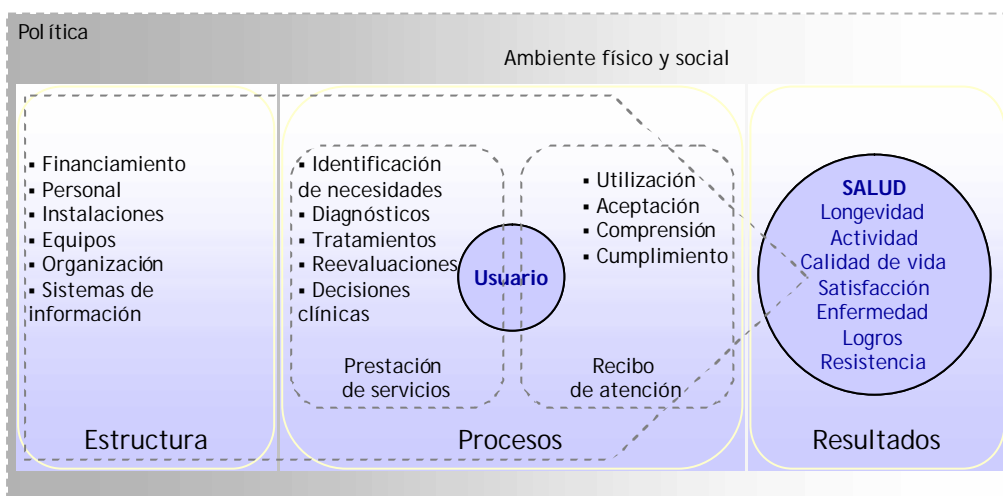 Política
Ambiente físico y social
▪ Financiamiento
▪ Personal
▪ Instalaciones
▪ Equipos
▪ Organización
▪ Sistemas de
información
Estructura
▪ Identificación
de necesidades
▪ Diagnósticos
▪ Tratamientos
▪ Reevaluaciones
▪ Decisiones
clínicas
Prestación
de servicios
Usuario
▪ Utilización
▪ Aceptación
▪ Comprensión
▪ Cumplimiento
Recibo
de atención
Procesos
SALUD
Longevidad
Actividad
Calidad de vida
Satisfacción
Enfermedad
Logros
Resistencia
Resultados